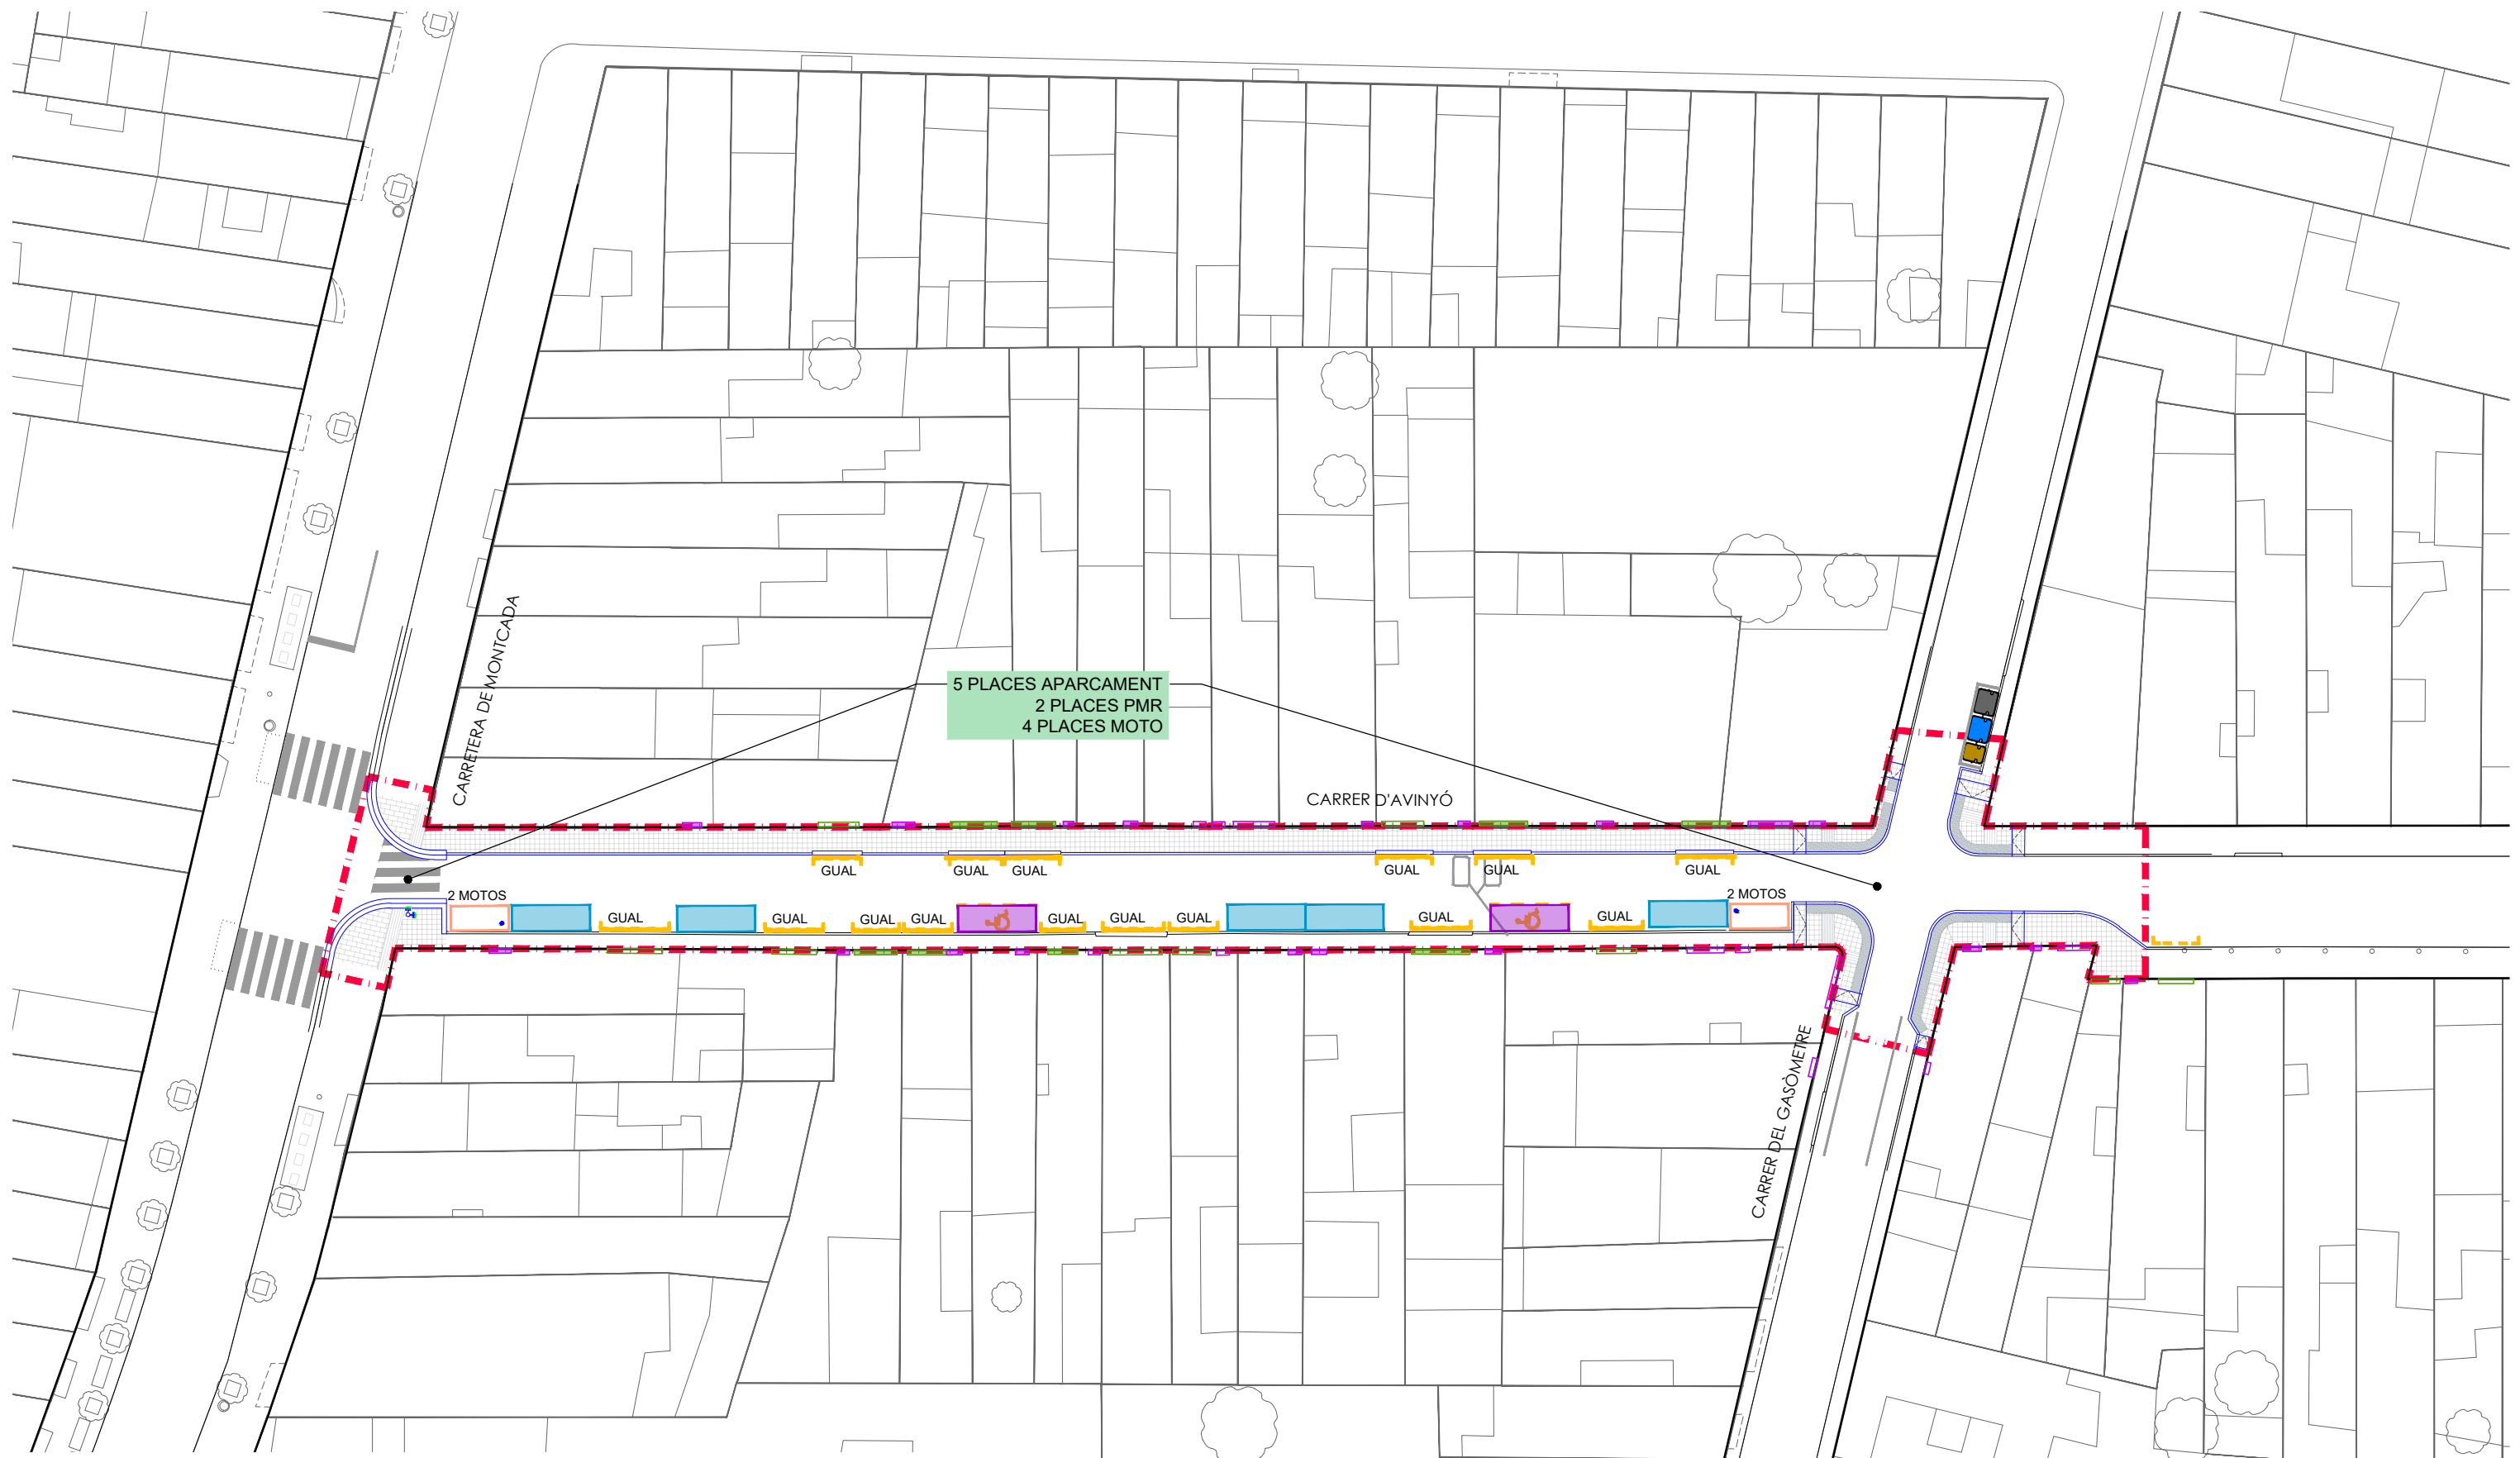 CARRETERA DE MONTCADA
5 PLACES APARCAMENT
2 PLACES PMR
4 PLACES MOTO
CARRER D'AVINYÓ
GUAL
GUAL
GUAL
GUAL
GUAL
GUAL
2 MOTOS
GUAL
GUAL
GUAL
GUAL
GUAL
GUAL
GUAL
GUAL
GUAL
2 MOTOS
CARRER DEL GASÒMETRE